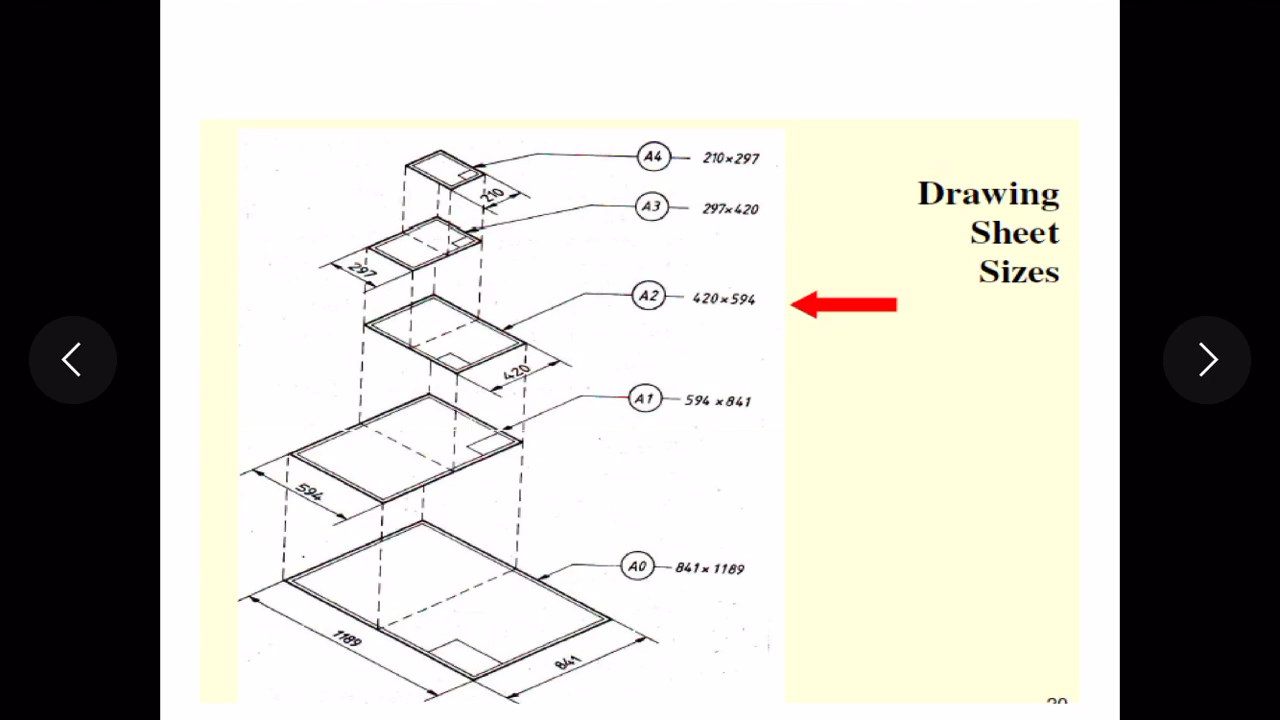 A4 210×297
210
A3 297×420
297
Drawing
Sheet
Sizes
A2 420×594
420
A1 594×841
594
A0 841×1189
1189
841